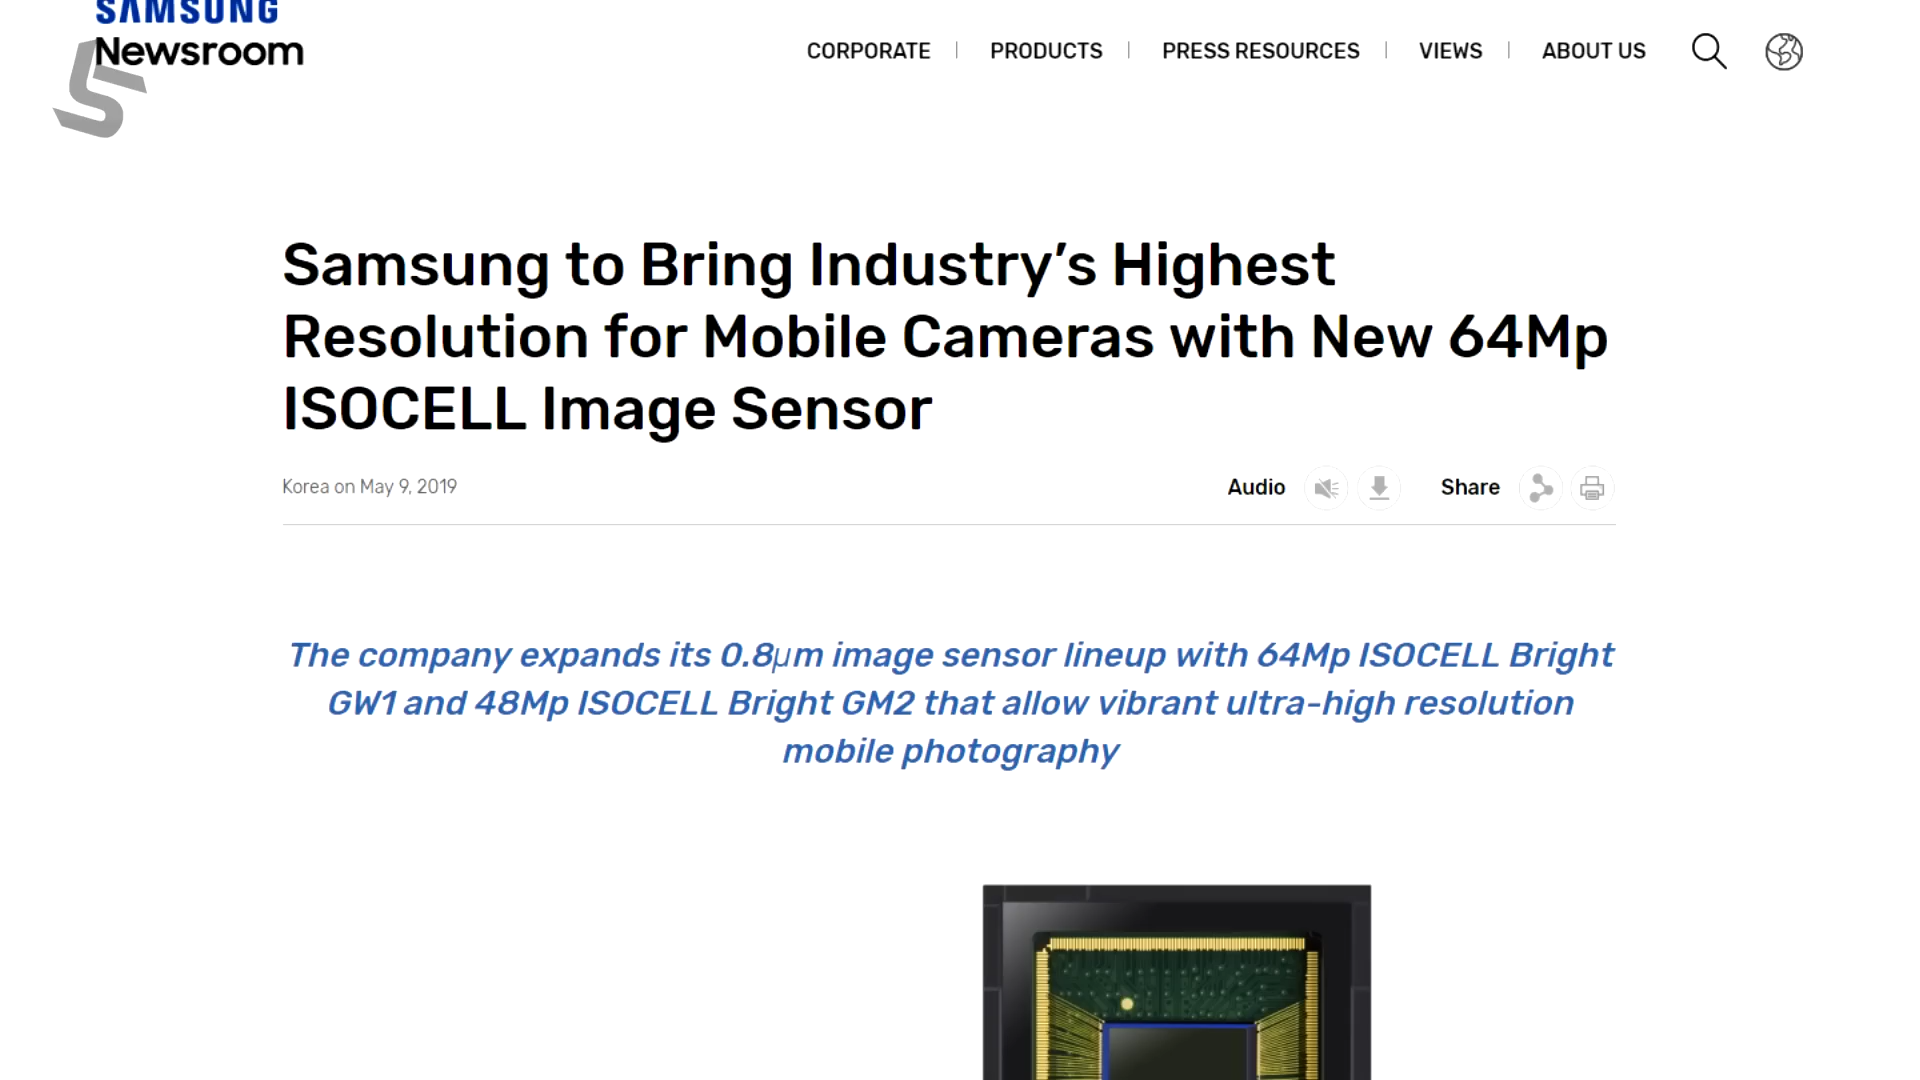 SAMSUNG
Newsroom
CORPORATE
PRODUCTS
PRESS RESOURCES
VIEWS
ABOUT US
Samsung to Bring Industry’s Highest
Resolution for Mobile Cameras with New 64Mp
ISOCELL Image Sensor
Korea on May 9, 2019
Audio
Share
The company expands its 0.8μm image sensor lineup with 64Mp ISOCELL Bright
GW1 and 48Mp ISOCELL Bright GM2 that allow vibrant ultra-high resolution
mobile photography